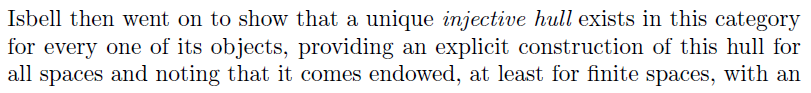 Isbell then went on to show that a unique injective hull exists in this category
for every one of its objects, providing an explicit construction of this hull for
all spaces and noting that it comes endowed, at least for finite spaces, with an